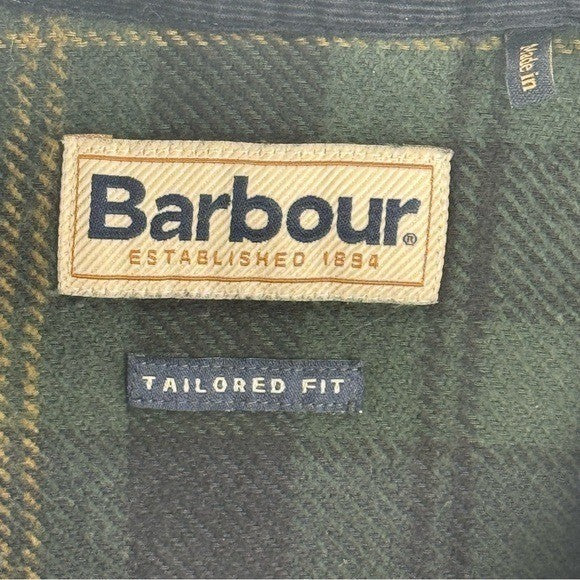 Made in
Barbour®
ESTABLISHED 1894
TAILORED FIT